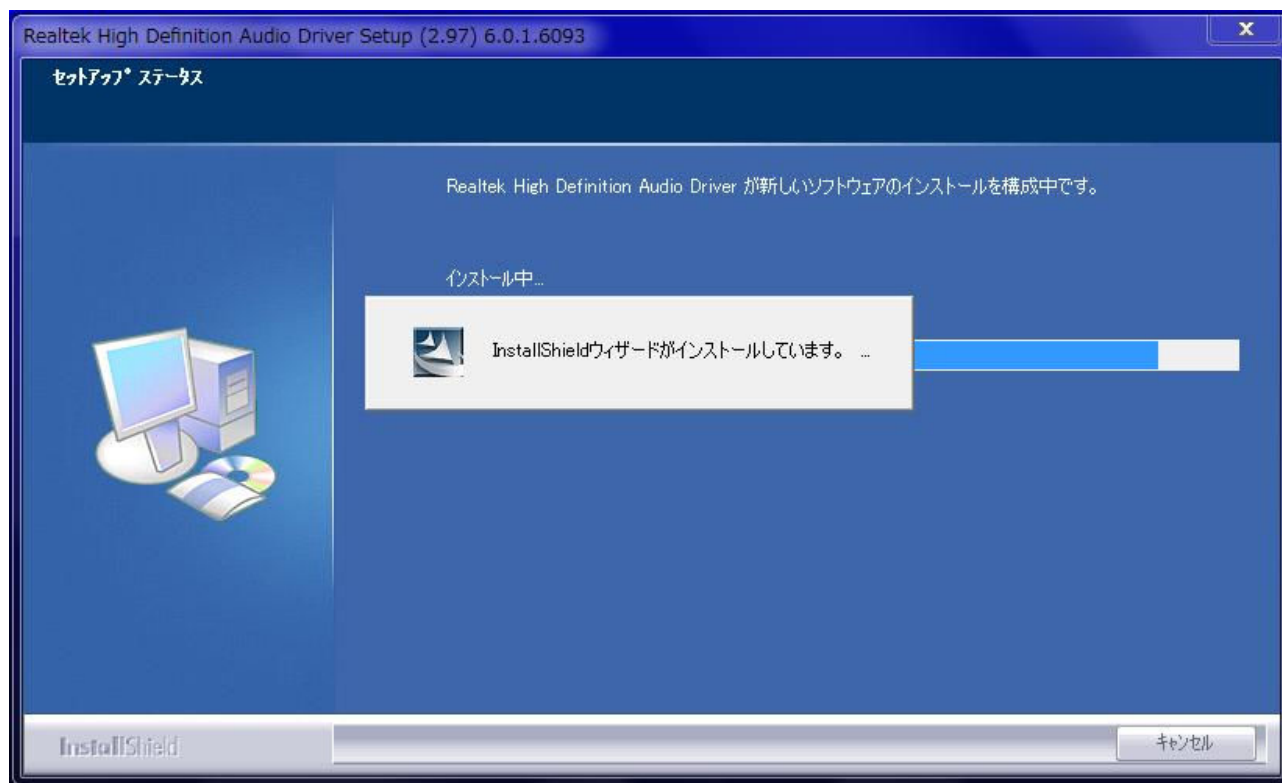 Realtek High Definition Audio Driver Setup (2.97) 6.0.1.6093
x
ｾｯﾄｱｯﾌﾟ ｽﾃｰﾀｽ
Realtek High Definition Audio Driver が新しいソフトウェアのインストールを構成中です。
インストール中...
InstallShieldウィザードがインストールしています。 ...
InstallShield
ｷｬﾝｾﾙ